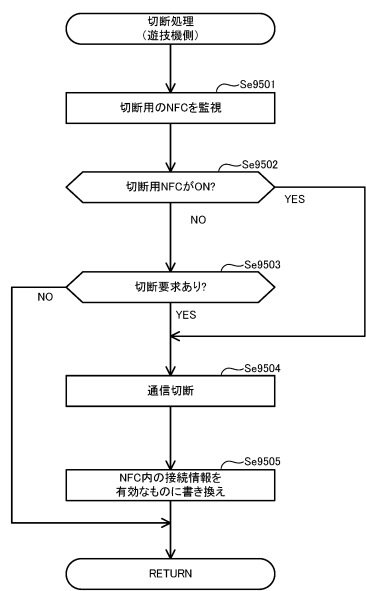 切断処理
(遊技機側)
Se9501
切断用のNFCを監視
Se9502
切断用NFCがON?
YES
NO
Se9503
切断要求あり?
NO
YES
Se9504
通信切断
Se9505
NFC内の接続情報を
有効なものに書き換え
RETURN